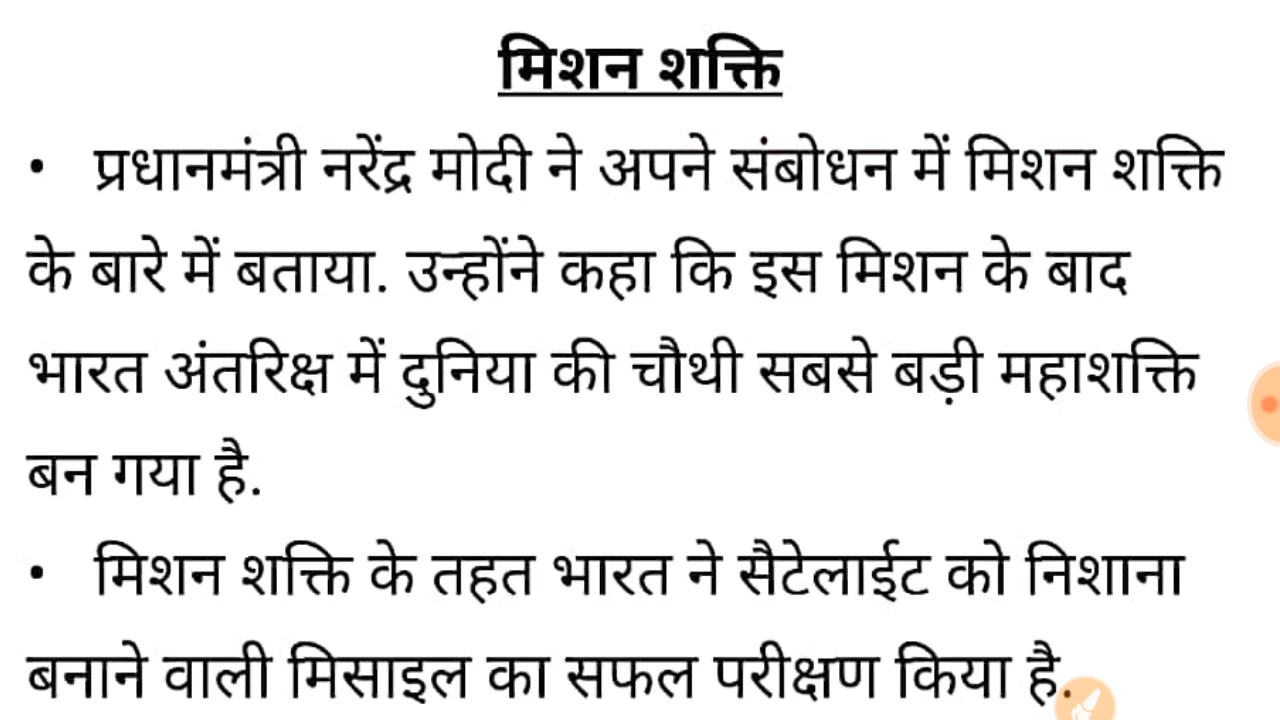 मिशन शक्ति
• प्रधानमंत्री नरेंद्र मोदी ने अपने संबोधन में मिशन शक्ति
के बारे में बताया. उन्होंने कहा कि इस मिशन के बाद
भारत अंतरिक्ष में दुनिया की चौथी सबसे बड़ी महाशक्ति
बन गया है.
• मिशन शक्ति के तहत भारत ने सैटेलाईट को निशाना
बनाने वाली मिसाइल का सफल परीक्षण किया है.